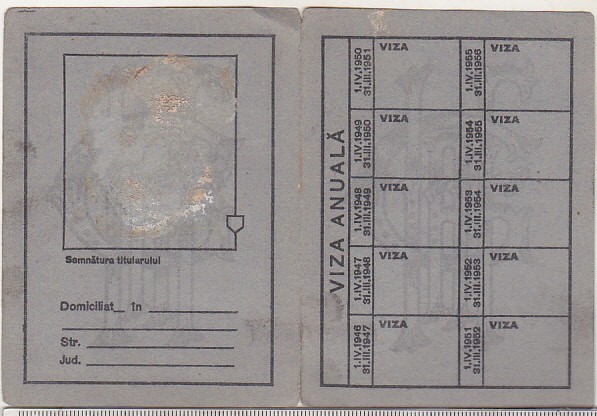 Semnătura titularului
Domiciliat__ în
Str.
Jud.
VIZA ANUALĂ
1.IV.1950
31.III.1951
VIZA
1.IV.1955
31.III.1956
VIZA
1.IV.1949
31.III.1950
VIZA
1.IV.1954
31.III.1955
VIZA
1.IV.1948
31.III.1949
VIZA
1.IV.1953
31.III.1954
VIZA
1.IV.1947
31.III.1948
VIZA
1.IV.1952
31.III.1953
VIZA
1.IV.1946
31.III.1947
VIZA
1.IV.1951
31.III.1952
VIZA